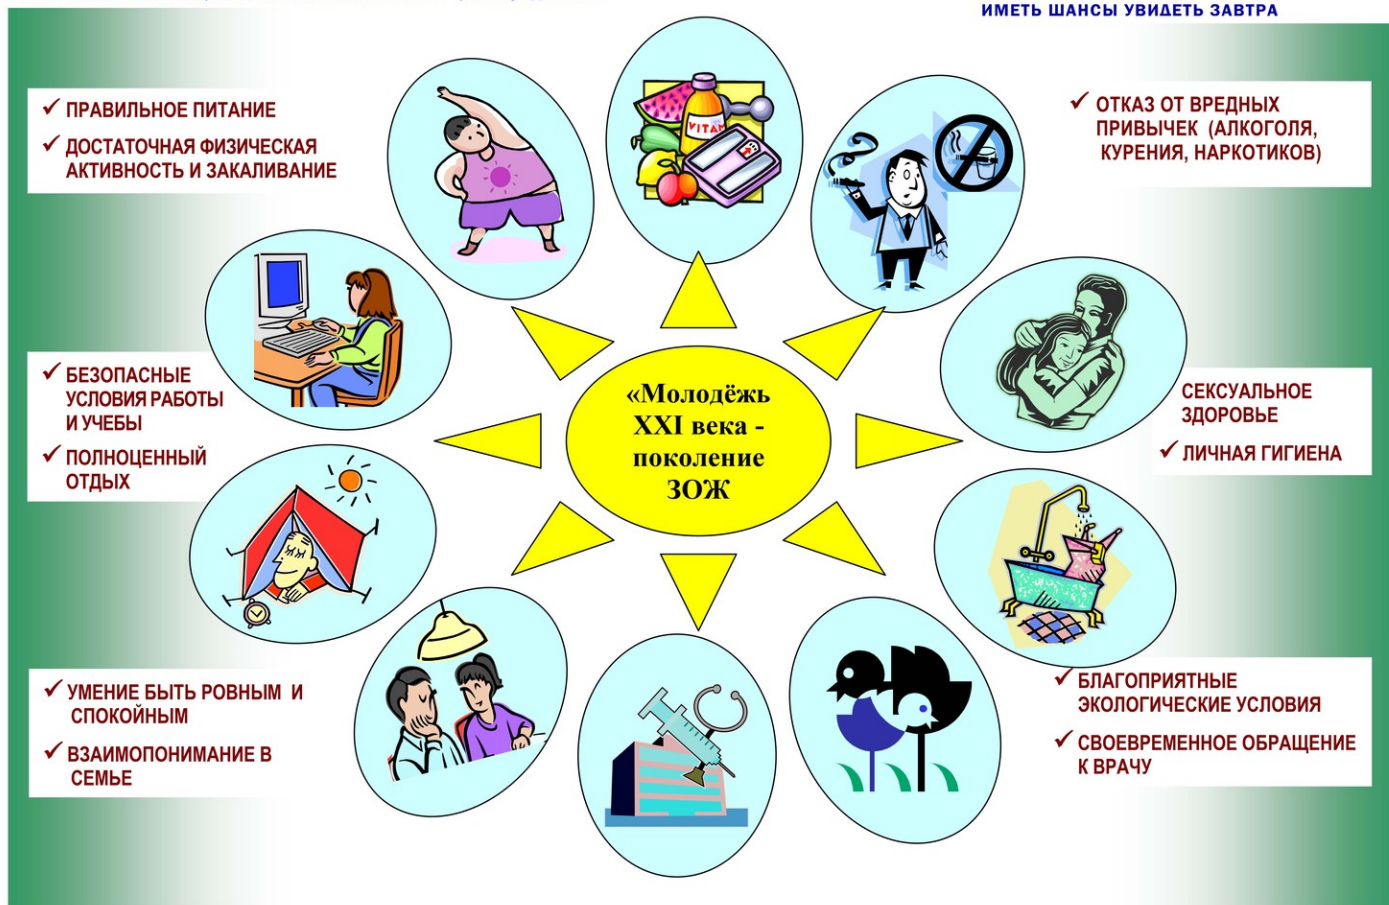 ИМЕТЬ ШАНСЫ УВИДЕТЬ ЗАВТРА
✓ ПРАВИЛЬНОЕ ПИТАНИЕ
✓ ДОСТАТОЧНАЯ ФИЗИЧЕСКАЯ
АКТИВНОСТЬ И ЗАКАЛИВАНИЕ
✓ ОТКАЗ ОТ ВРЕДНЫХ
ПРИВЫЧЕК (АЛКОГОЛЯ,
КУРЕНИЯ, НАРКОТИКОВ)
VITAM
✓ БЕЗОПАСНЫЕ
УСЛОВИЯ РАБОТЫ
И УЧЕБЫ
✓ ПОЛНОЦЕННЫЙ
ОТДЫХ
«Молодёжь
XXI века -
поколение
ЗОЖ
СЕКСУАЛЬНОЕ
ЗДОРОВЬЕ
✓ ЛИЧНАЯ ГИГИЕНА
✓ УМЕНИЕ БЫТЬ РОВНЫМ И
СПОКОЙНЫМ
✓ ВЗАИМОПОНИМАНИЕ В
СЕМЬЕ
✓ БЛАГОПРИЯТНЫЕ
ЭКОЛОГИЧЕСКИЕ УСЛОВИЯ
✓ СВОЕВРЕМЕННОЕ ОБРАЩЕНИЕ
К ВРАЧУ